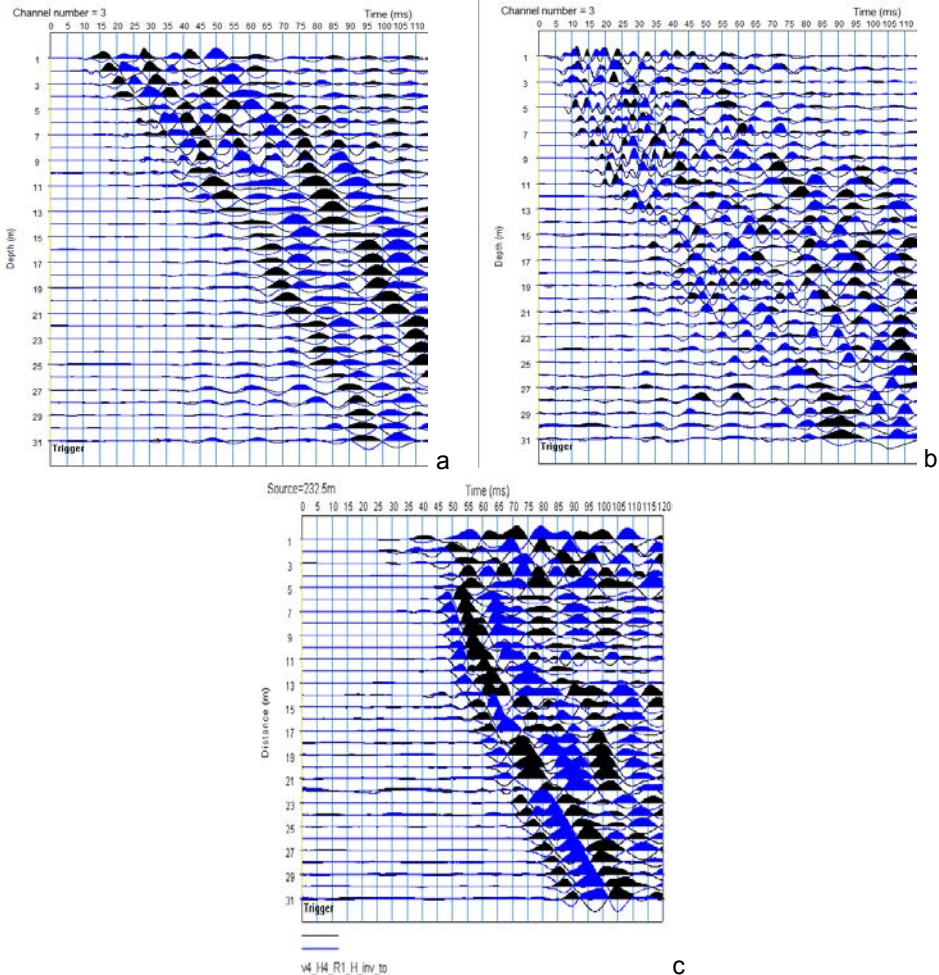 Channel number = 3
Time (ms)
0 5 10 15 20 25 30 35 40 45 50 55 60 65 70 75 80 85 90 95 100 105 110
1
3
5
7
9
11
13
15
17
19
21
23
25
27
29
31
Depth (m)
Trigger
a
Channel number = 3
Time (ms)
0 5 10 15 20 25 30 35 40 45 50 55 60 65 70 75 80 85 90 95 100 105 110
1
3
5
7
9
11
13
15
17
19
21
23
25
27
29
31
Depth (m)
Trigger
b
Source=232.5m
Time (ms)
0 5 10 15 20 25 30 35 40 45 50 55 60 65 70 75 80 85 90 95 100 105 110 115 120
1
3
5
7
9
11
13
15
17
19
21
23
25
27
29
31
Distance (m)
Trigger
v4_H4_R1_H_inv_to
c